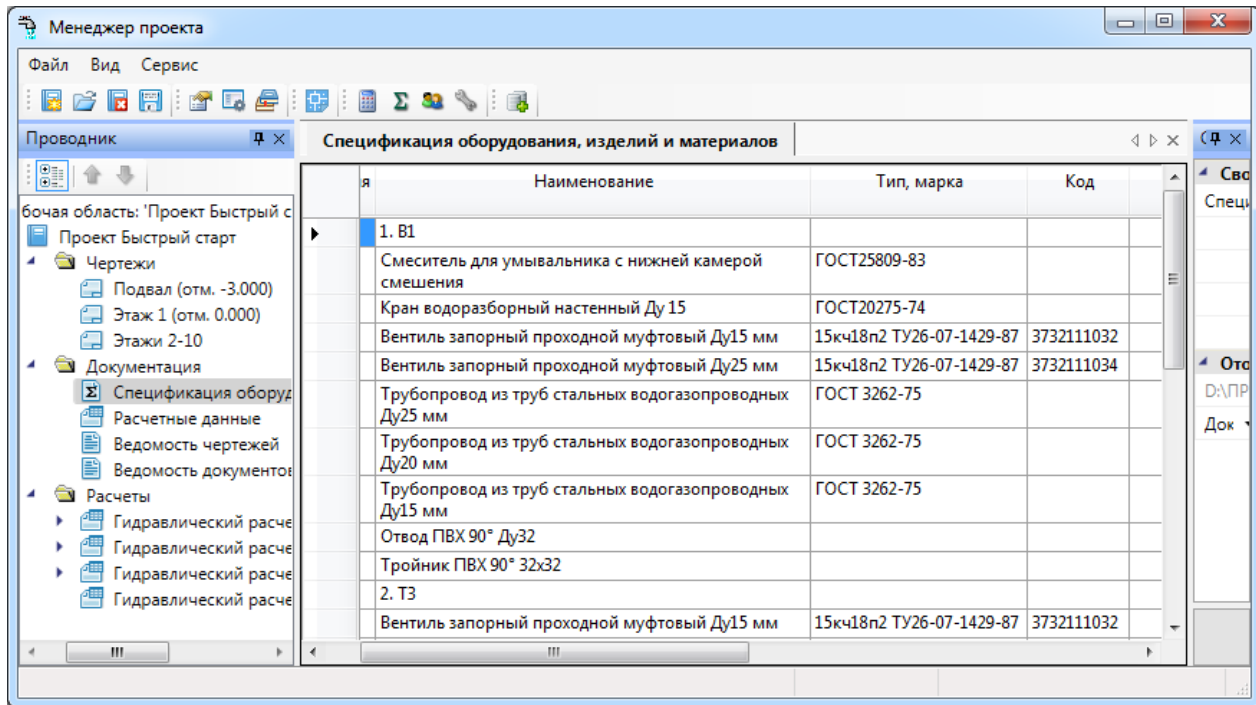 Менеджер проекта
Файл Вид Сервис
Проводник
Спецификация оборудования, изделий и материалов
Сво
Специ
бочая область: 'Проект Быстрый с
Проект Быстрый старт
Чертежи
Подвал (отм. -3.000)
Этаж 1 (отм. 0.000)
Этажи 2-10
Документация
Спецификация оборуд
Расчетные данные
Ведомость чертежей
Ведомость документов
Расчеты
Гидравлический расче
Гидравлический расче
Гидравлический расче
Гидравлический расче
я Наименование Тип, марка Код
1. В1
Смеситель для умывальника с нижней камерой ГОСТ25809-83
смешения
Кран водоразборный настенный Ду 15 ГОСТ20275-74
Вентиль запорный проходной муфтовый Ду15 мм 15кч18п2 ТУ26-07-1429-87 3732111032
Вентиль запорный проходной муфтовый Ду25 мм 15кч18п2 ТУ26-07-1429-87 3732111034
Трубопровод из труб стальных водогазопроводных ГОСТ 3262-75
Ду25 мм
Трубопровод из труб стальных водогазопроводных ГОСТ 3262-75
Ду20 мм
Трубопровод из труб стальных водогазопроводных ГОСТ 3262-75
Ду15 мм
Отвод ПВХ 90° Ду32
Тройник ПВХ 90° 32х32
2. Т3
Вентиль запорный проходной муфтовый Ду15 мм 15кч18п2 ТУ26-07-1429-87 3732111032
Ото
D:\ПР
Док